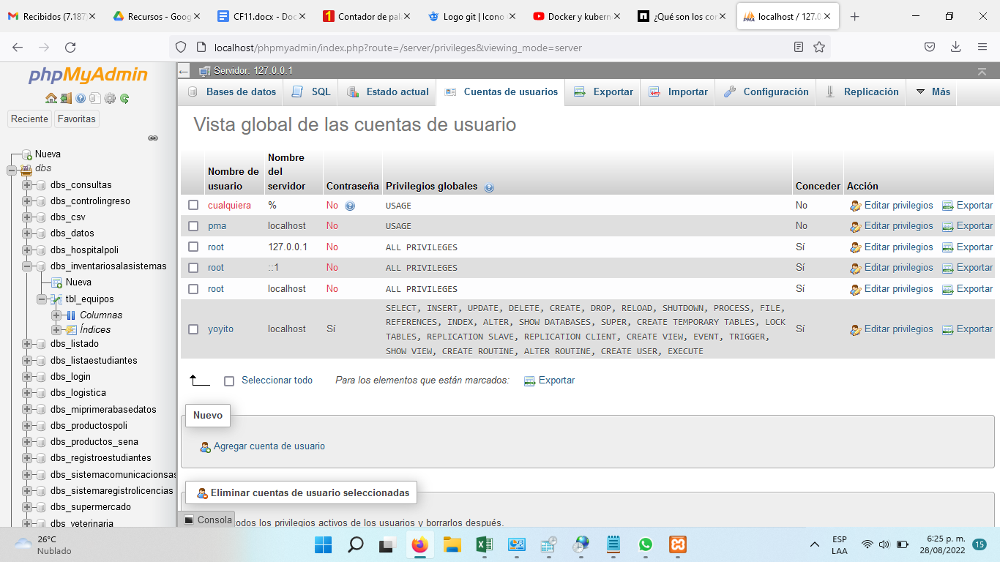 Recibidos (7.187
Recursos - Goog
CF11.docx - Doc
Contador de pal
Logo git | Icono
Docker y kubern
¿Qué son los con
localhost / 127.0
localhost/phpmyadmin/index.php?route=/server/privileges&viewing_mode=server
phpMyAdmin
Reciente Favoritas
Nueva
dbs
dbs_consultas
dbs_controlingreso
dbs_csv
dbs_datos
dbs_hospitalpoli
dbs_inventariosalasistemas
Nueva
tbl_equipos
Columnas
Índices
dbs_listado
dbs_listaestudiantes
dbs_login
dbs_logistica
dbs_miprimerabasedatos
dbs_productospoli
dbs_productos_sena
dbs_registroestudiantes
dbs_sistemacomunicacionsas
dbs_sistemaregistrolicencias
dbs_supermercado
dbs_veterinaria
Servidor: 127.0.0.1
Bases de datos SQL Estado actual Cuentas de usuarios Exportar Importar Configuración Replicación Más
Vista global de las cuentas de usuario
Nombre de usuario Nombre del servidor Contraseña Privilegios globales Conceder Acción
cualquiera % No USAGE No Editar privilegios Exportar
pma localhost No USAGE No Editar privilegios Exportar
root 127.0.0.1 No ALL PRIVILEGES Sí Editar privilegios Exportar
root ::1 No ALL PRIVILEGES Sí Editar privilegios Exportar
root localhost No ALL PRIVILEGES Sí Editar privilegios Exportar
SELECT, INSERT, UPDATE, DELETE, CREATE, DROP, RELOAD, SHUTDOWN, PROCESS, FILE,
REFERENCES, INDEX, ALTER, SHOW DATABASES, SUPER, CREATE TEMPORARY TABLES, LOCK
yoyito localhost Sí TABLES, REPLICATION SLAVE, REPLICATION CLIENT, CREATE VIEW, EVENT, TRIGGER, Sí Editar privilegios Exportar
SHOW VIEW, CREATE ROUTINE, ALTER ROUTINE, CREATE USER, EXECUTE
Seleccionar todo Para los elementos que están marcados: Exportar
Nuevo
Agregar cuenta de usuario
Eliminar cuentas de usuario seleccionadas
Consola
odos los privilegios activos de los usuarios y borrarlos después.
26°C
Nublado
ESP
LAA
6:25 p. m.
28/08/2022
15